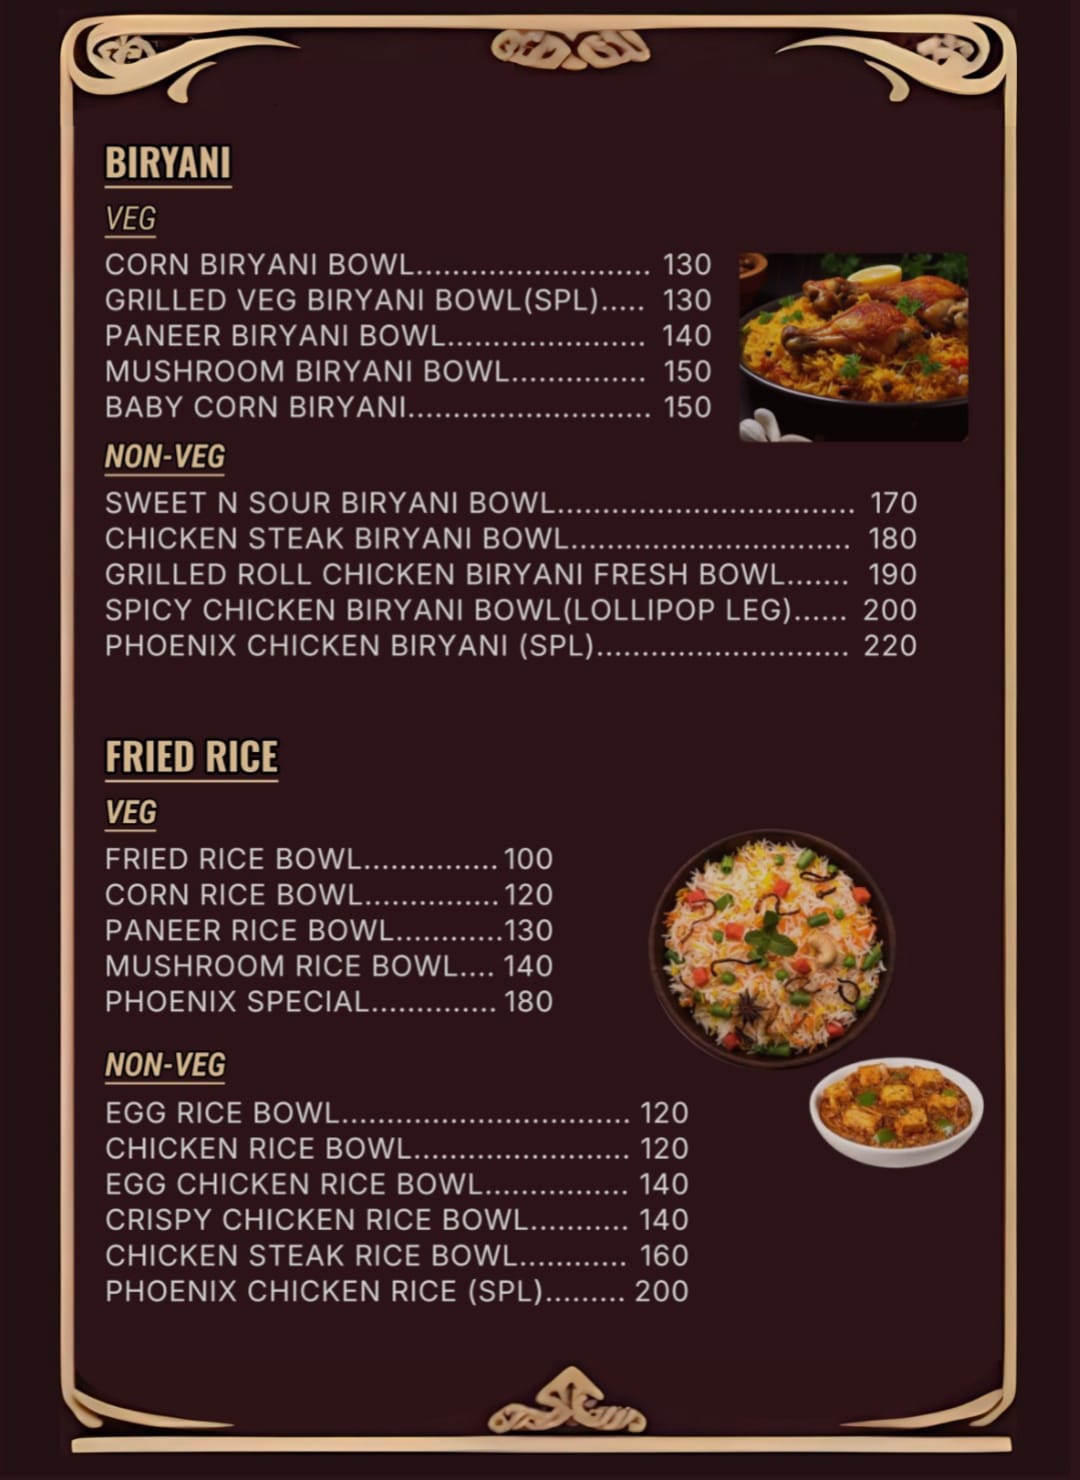 BIRYANI
VEG
CORN BIRYANI BOWL........................ 130
GRILLED VEG BIRYANI BOWL(SPL)..... 130
PANEER BIRYANI BOWL...................... 140
MUSHROOM BIRYANI BOWL.............. 150
BABY CORN BIRYANI......................... 150
NON-VEG
SWEET N SOUR BIRYANI BOWL................................ 170
CHICKEN STEAK BIRYANI BOWL.............................. 180
GRILLED ROLL CHICKEN BIRYANI FRESH BOWL....... 190
SPICY CHICKEN BIRYANI BOWL(LOLLIPOP LEG)...... 200
PHOENIX CHICKEN BIRYANI (SPL).......................... 220
FRIED RICE
VEG
FRIED RICE BOWL...............100
CORN RICE BOWL...............120
PANEER RICE BOWL............130
MUSHROOM RICE BOWL.... 140
PHOENIX SPECIAL............. 180
NON-VEG
EGG RICE BOWL............................... 120
CHICKEN RICE BOWL....................... 120
EGG CHICKEN RICE BOWL............... 140
CRISPY CHICKEN RICE BOWL........... 140
CHICKEN STEAK RICE BOWL............ 160
PHOENIX CHICKEN RICE (SPL)......... 200